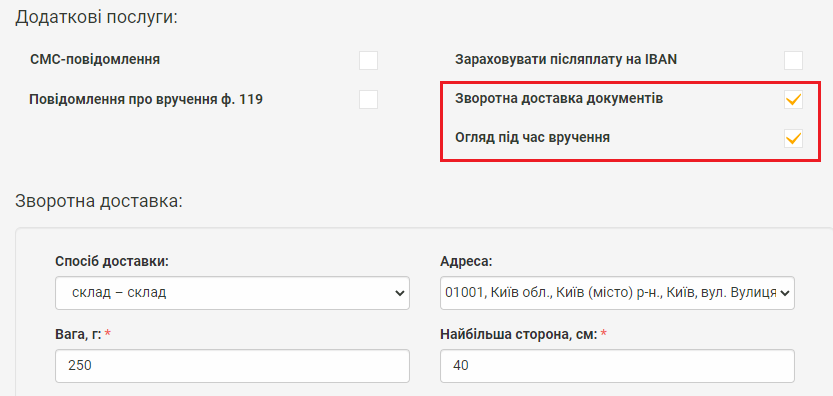 Додаткові послуги:
СМС-повідомлення
Зараховувати післяплату на IBAN
Повідомлення про вручення ф. 119
Зворотна доставка документів
Огляд під час вручення
Зворотна доставка:
Спосіб доставки:
Адреса:
склад – склад
01001, Київ обл., Київ (місто) р-н., Київ, вул. Вулиця
Вага, г: *
Найбільша сторона, см: *
250
40